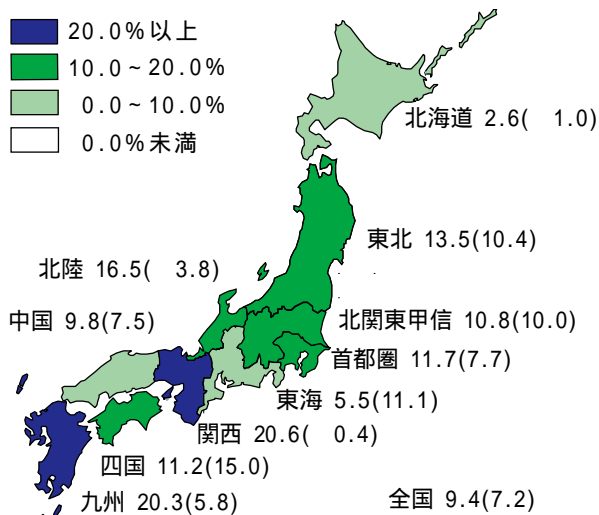 20.0%以上
10.0~20.0%
0.0~10.0%
0.0%未満
北海道 2.6( 1.0)
東北 13.5(10.4)
北陸 16.5( 3.8)
中国 9.8(7.5)
北関東甲信 10.8(10.0)
首都圏 11.7(7.7)
東海 5.5(11.1)
関西 20.6( 0.4)
四国 11.2(15.0)
九州 20.3(5.8)
全国 9.4(7.2)